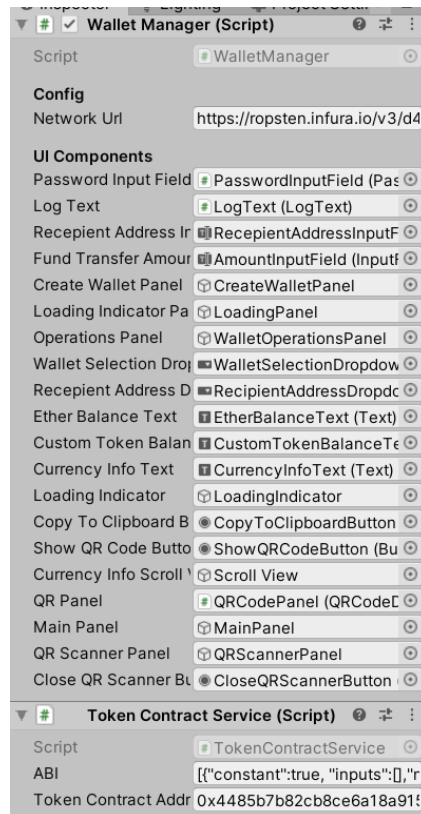 Wallet Manager (Script)
Script WalletManager
Config
Network Url https://ropsten.infura.io/v3/d4
UI Components
Password Input Field PasswordInputField (Pas
Log Text LogText (LogText)
Recepient Address Ir RecepientAddressInputF
Fund Transfer Amour AmountInputField (Inputf
Create Wallet Panel CreateWalletPanel
Loading Indicator Pa LoadingPanel
Operations Panel WalletOperationsPanel
Wallet Selection Drop WalletSelectionDropdow
Recepient Address D RecipientAddressDropdc
Ether Balance Text EtherBalanceText (Text)
Custom Token Balan CustomTokenBalanceTe
Currency Info Text CurrencyInfoText (Text)
Loading Indicator LoadingIndicator
Copy To Clipboard B CopyToClipboardButton
Show QR Code Butto ShowQRCodeButton (Bu
Currency Info Scroll Scroll View
QR Panel QRCodePanel (QRCodeD
Main Panel MainPanel
QR Scanner Panel QRScannerPanel
Close QR Scanner Bu CloseQRScannerButton
Token Contract Service (Script)
Script TokenContractService
ABI [{"constant":true, "inputs":[],"r
Token Contract Addr 0x4485b7b82cb8ce6a18a915